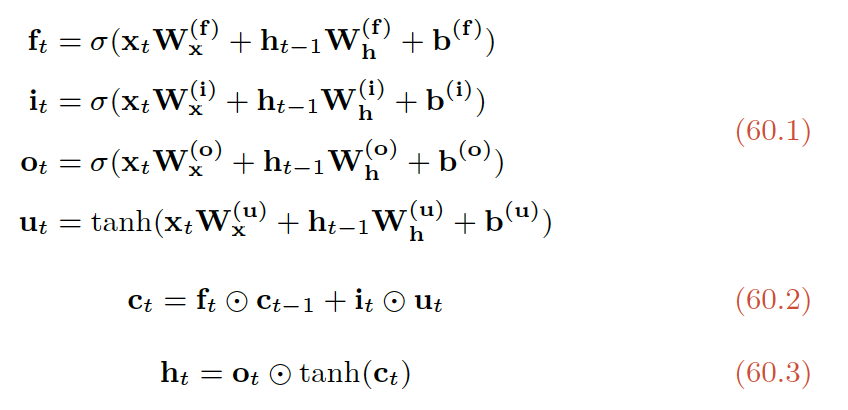 f_t = σ(x_t W_x^(f) + h_{t−1} W_h^(f) + b^(f))
i_t = σ(x_t W_x^(i) + h_{t−1} W_h^(i) + b^(i))
(60.1)
o_t = σ(x_t W_x^(o) + h_{t−1} W_h^(o) + b^(o))
u_t = tanh(x_t W_x^(u) + h_{t−1} W_h^(u) + b^(u))
c_t = f_t ⊙ c_{t−1} + i_t ⊙ u_t (60.2)
h_t = o_t ⊙ tanh(c_t) (60.3)